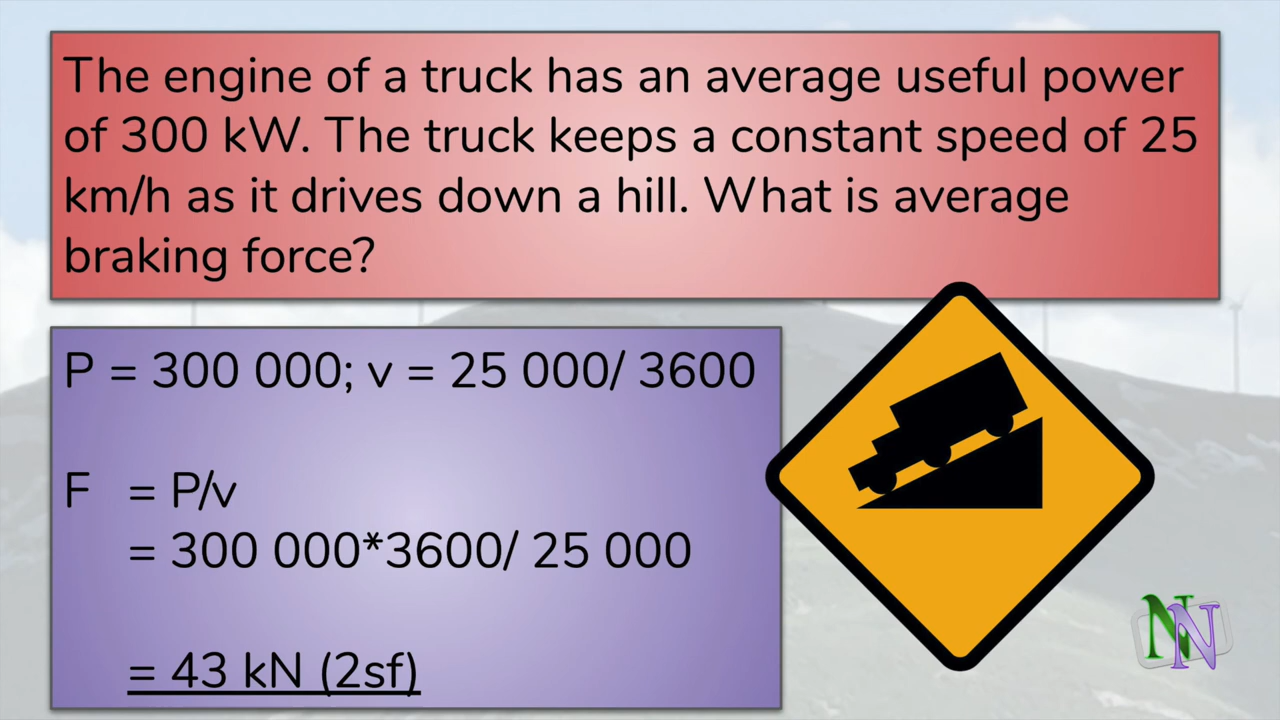 The engine of a truck has an average useful power
of 300 kW. The truck keeps a constant speed of 25
km/h as it drives down a hill. What is average
braking force?
P = 300 000; v = 25 000/ 3600
F = P/v
= 300 000*3600/ 25 000
= 43 kN (2sf)
NN